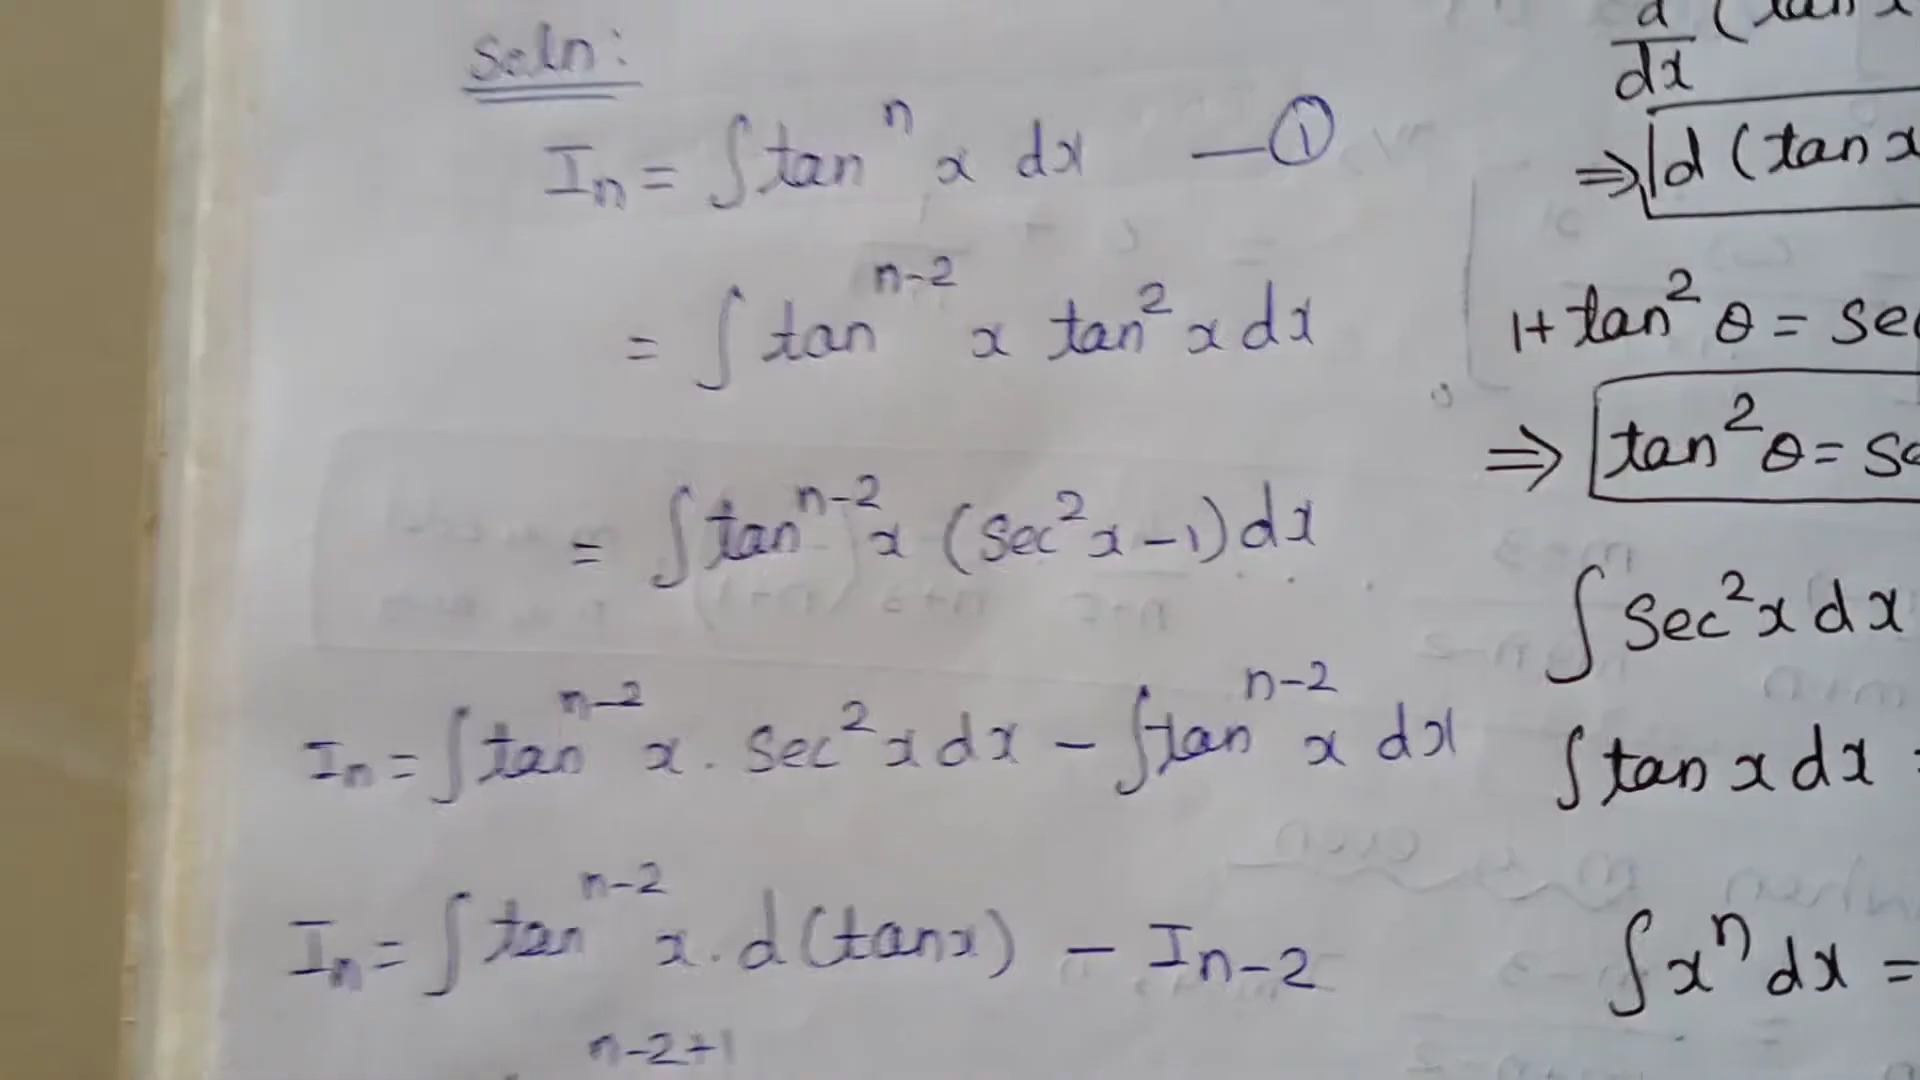 Soln:
Iₙ = ∫ tanⁿ x dx — ①
= ∫ tanⁿ⁻² x tan² x dx
= ∫ tanⁿ⁻² x (sec² x - 1) dx
Iₙ = ∫ tanⁿ⁻² x . sec² x dx - ∫ tanⁿ⁻² x dx
Iₙ = ∫ tanⁿ⁻² x . d(tanx) - Iₙ₋₂
n-2+1
d/dx (tan x
⇒ d (tan x
1 + tan² θ = sec
⇒ tan² θ =
∫ sec² x dx
∫ tan x dx =
∫ xⁿ dx =